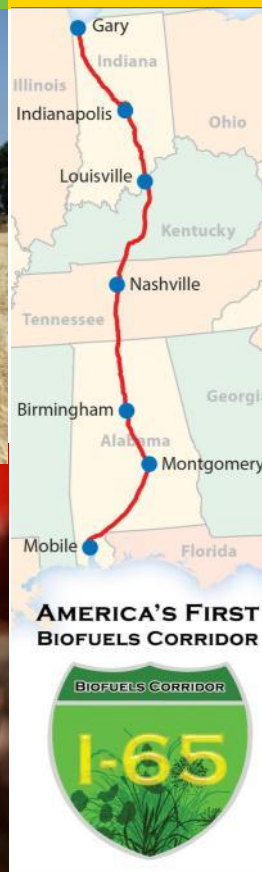 Gary
Indiana
Illinois
Indianapolis
Ohio
Louisville
Kentucky
Nashville
Tennessee
Birmingham
Georgi
Alabama
Montgomery
Mobile
Florida
AMERICA'S FIRST
BIOFUELS CORRIDOR
BIOFUELS CORRIDOR
I-65